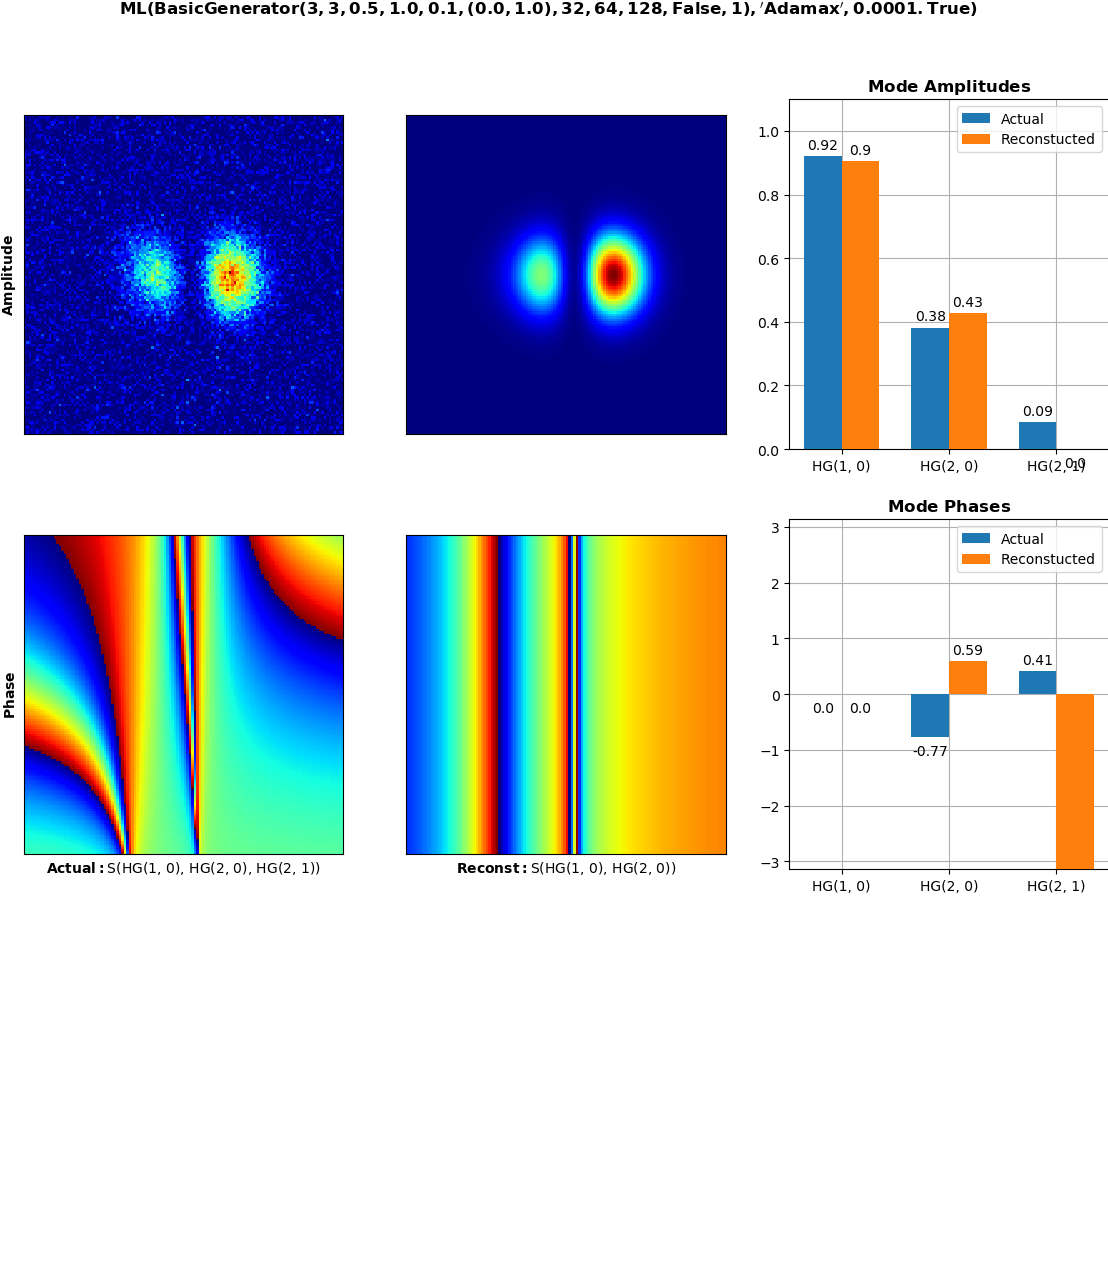 ML(BasicGenerator(3, 3, 0.5, 1.0, 0.1, (0.0, 1.0), 32, 64, 128, False, 1), ′Adamax′, 0.0001. True)
Amplitude
Mode Amplitudes
Actual
Reconstucted
1.0
0.8
0.6
0.4
0.2
0.0
0.92
0.9
0.38
0.43
0.09
0.0
HG(1, 0)
HG(2, 0)
HG(2, 1)
Phase
Actual: S(HG(1, 0), HG(2, 0), HG(2, 1))
Reconst: S(HG(1, 0), HG(2, 0))
Mode Phases
Actual
Reconstucted
3
2
1
0
−1
−2
−3
0.0
0.0
-0.77
0.59
0.41
HG(1, 0)
HG(2, 0)
HG(2, 1)